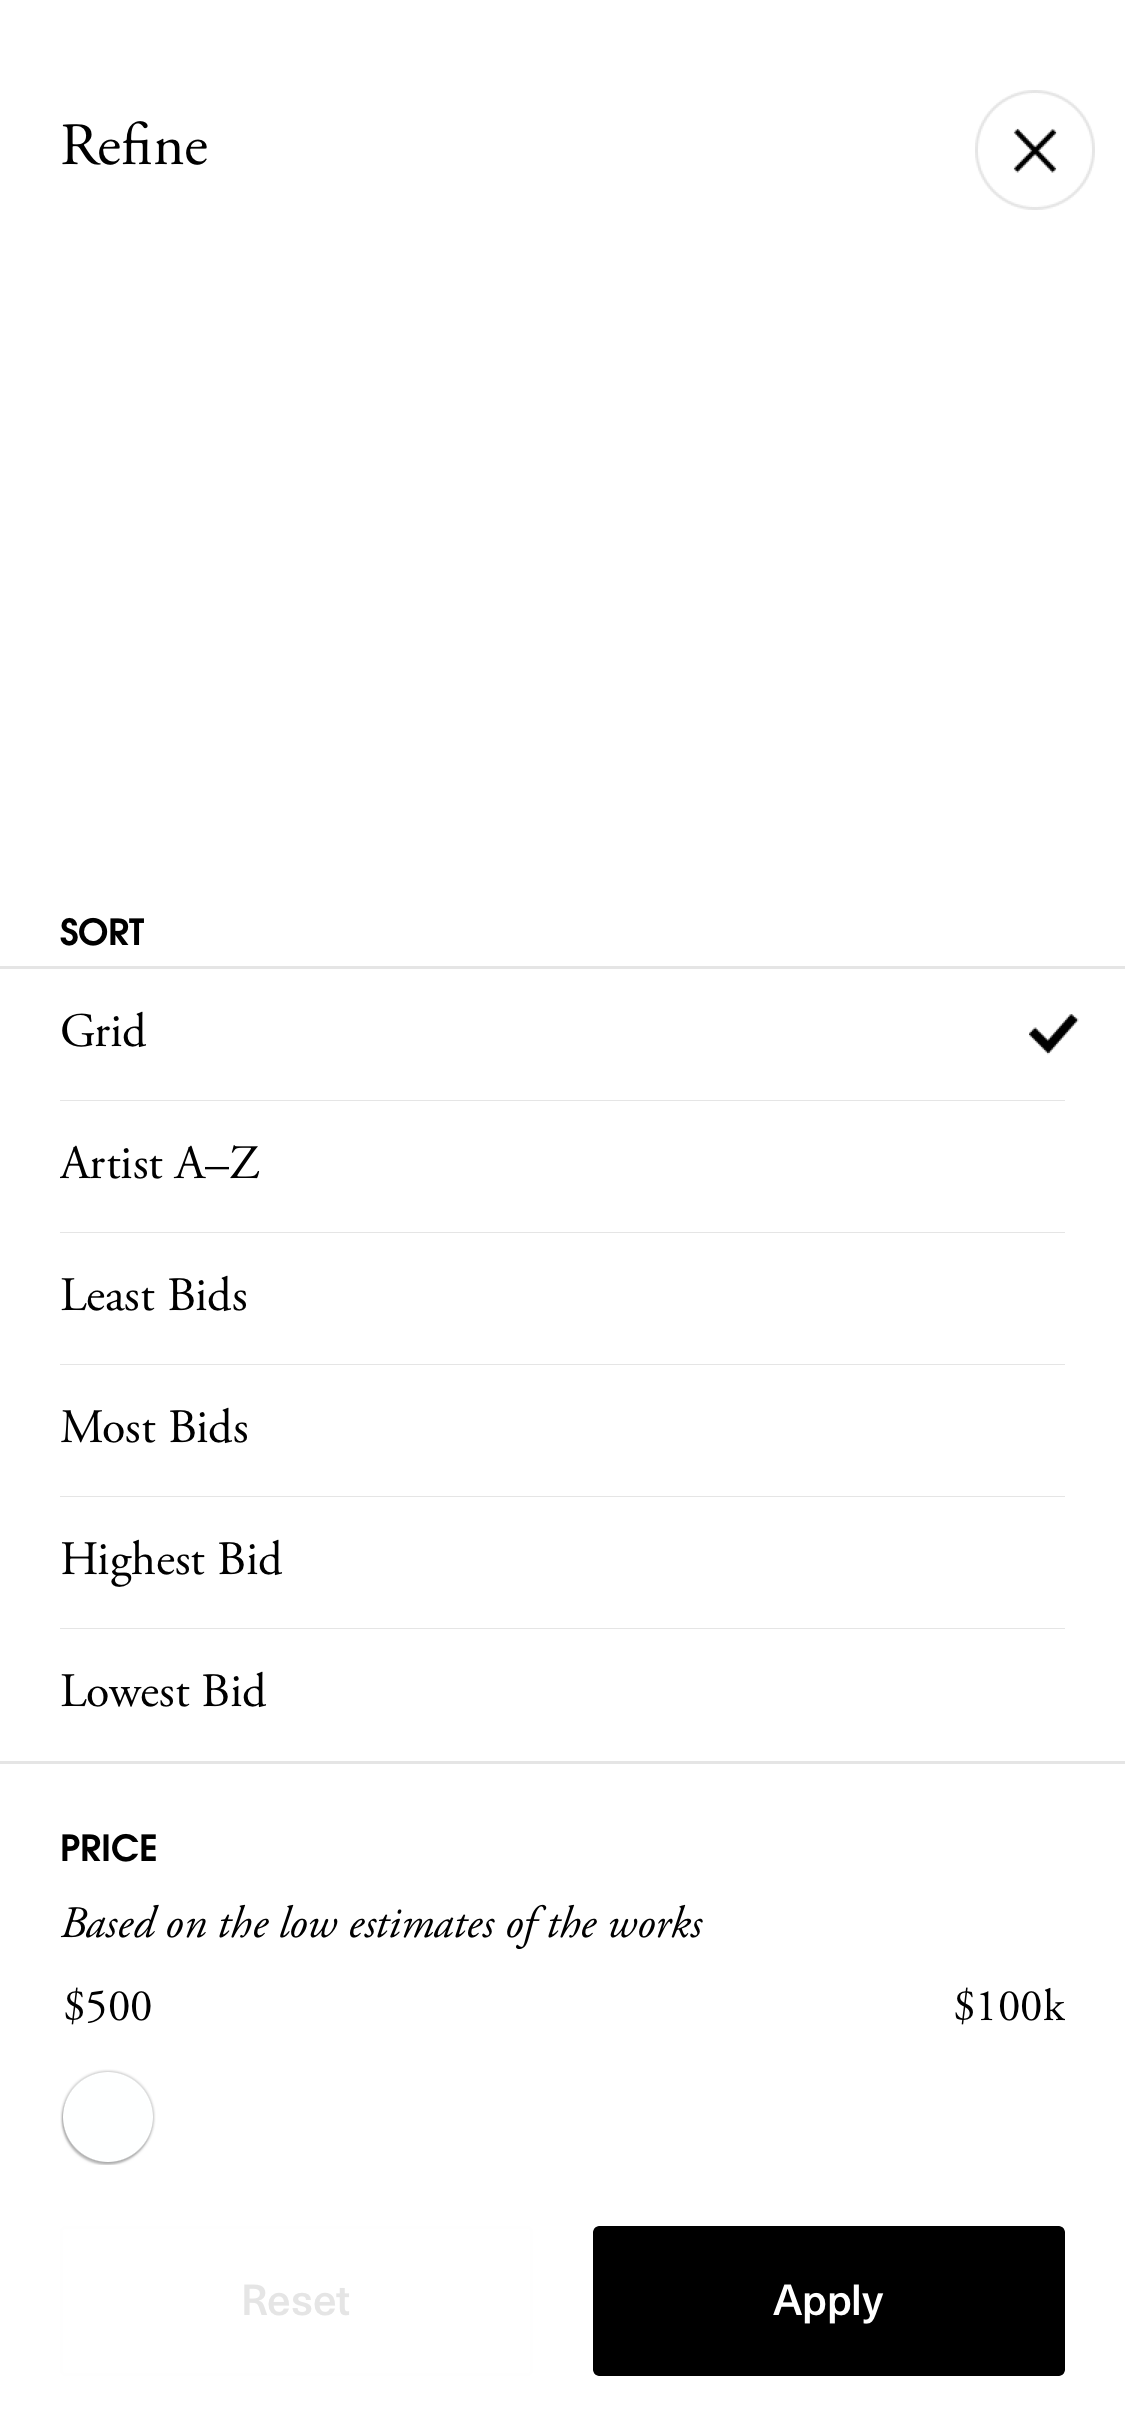 Refine
SORT
Grid
Artist A–Z
Least Bids
Most Bids
Highest Bid
Lowest Bid
PRICE
Based on the low estimates of the works
$500 $100k
Reset Apply